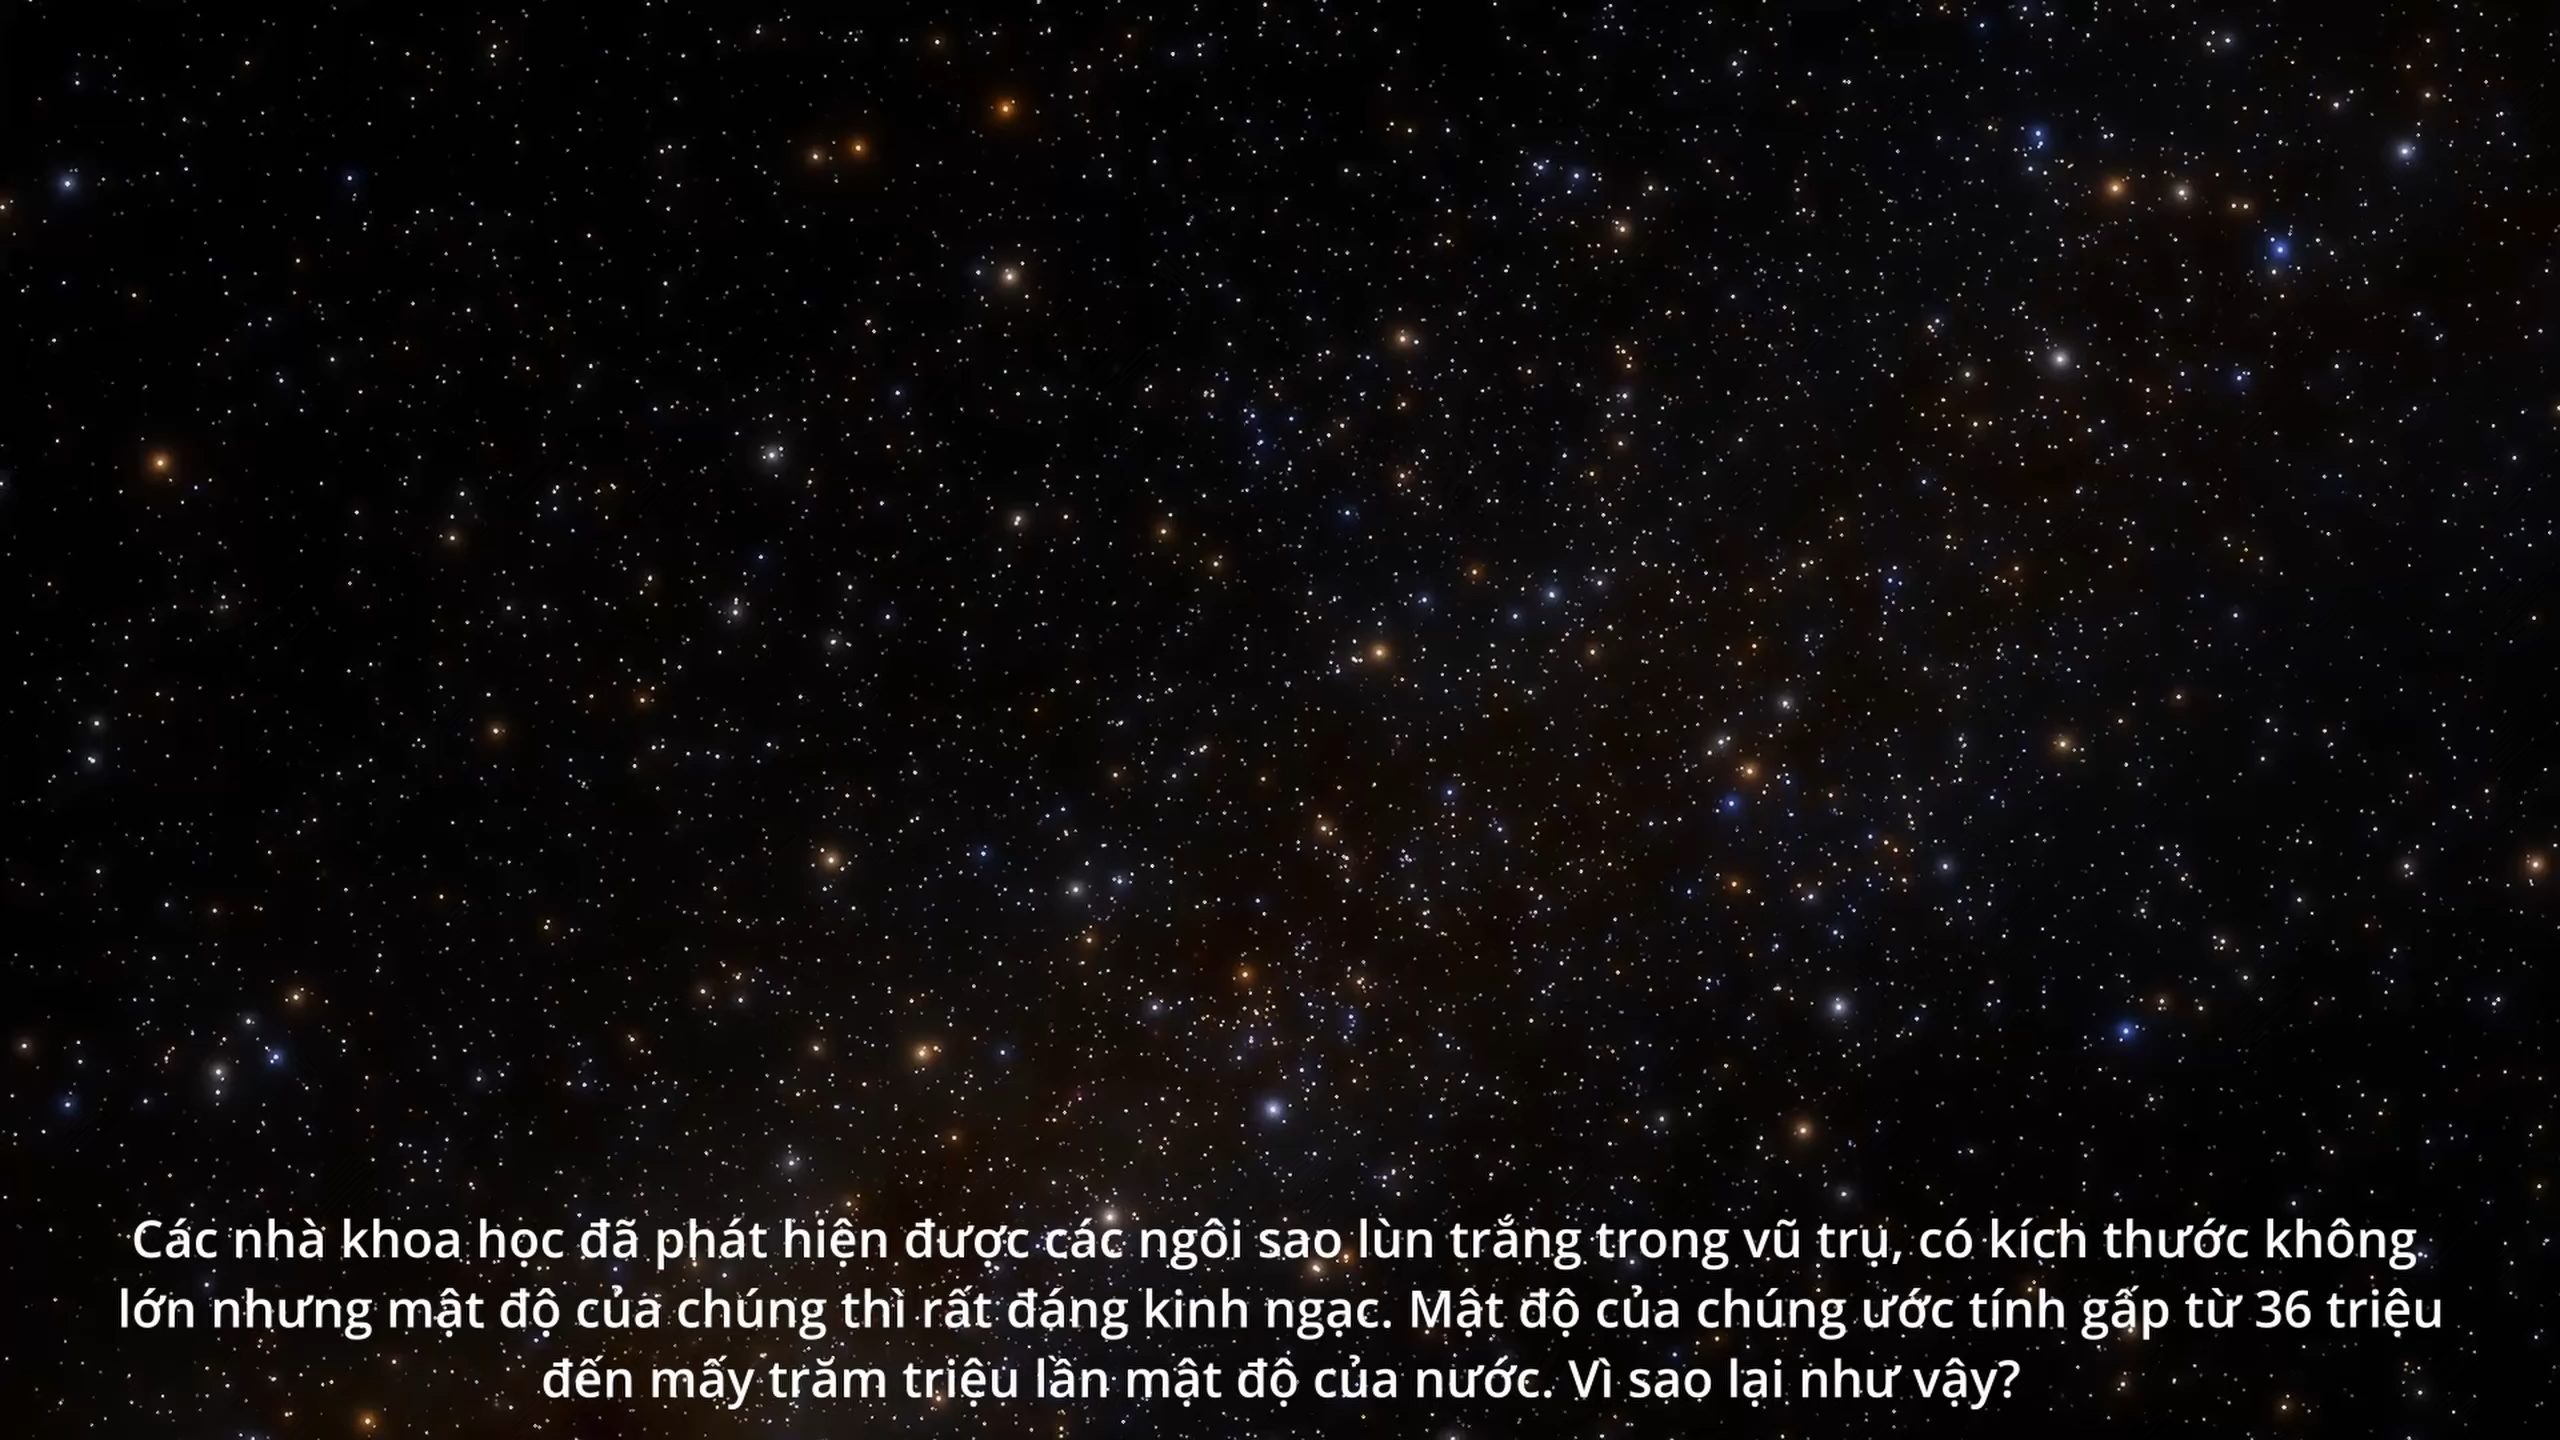 Các nhà khoa học đã phát hiện được các ngôi sao lùn trắng trong vũ trụ, có kích thước không
lớn nhưng mật độ của chúng thì rất đáng kinh ngạc. Mật độ của chúng ước tính gấp từ 36 triệu
đến mấy trăm triệu lần mật độ của nước. Vì sao lại như vậy?